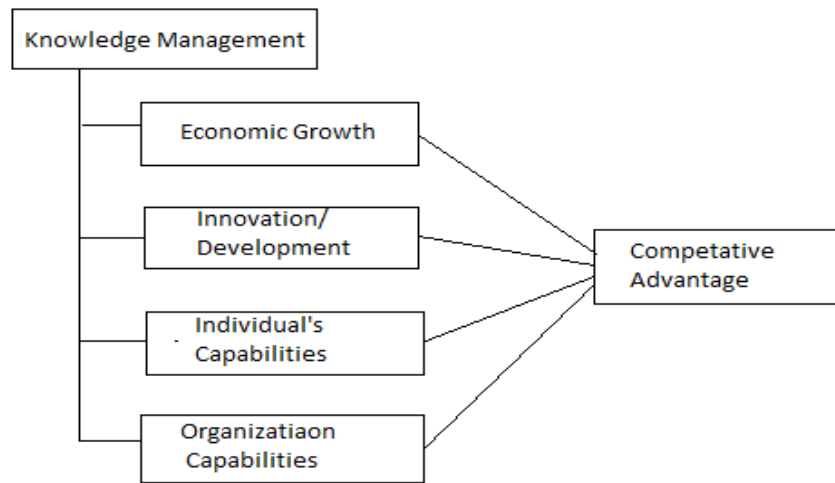 Knowledge Management
Economic Growth
Innovation/
Development
Individual's
Capabilities
Organizatiaon
Capabilities
Competative
Advantage